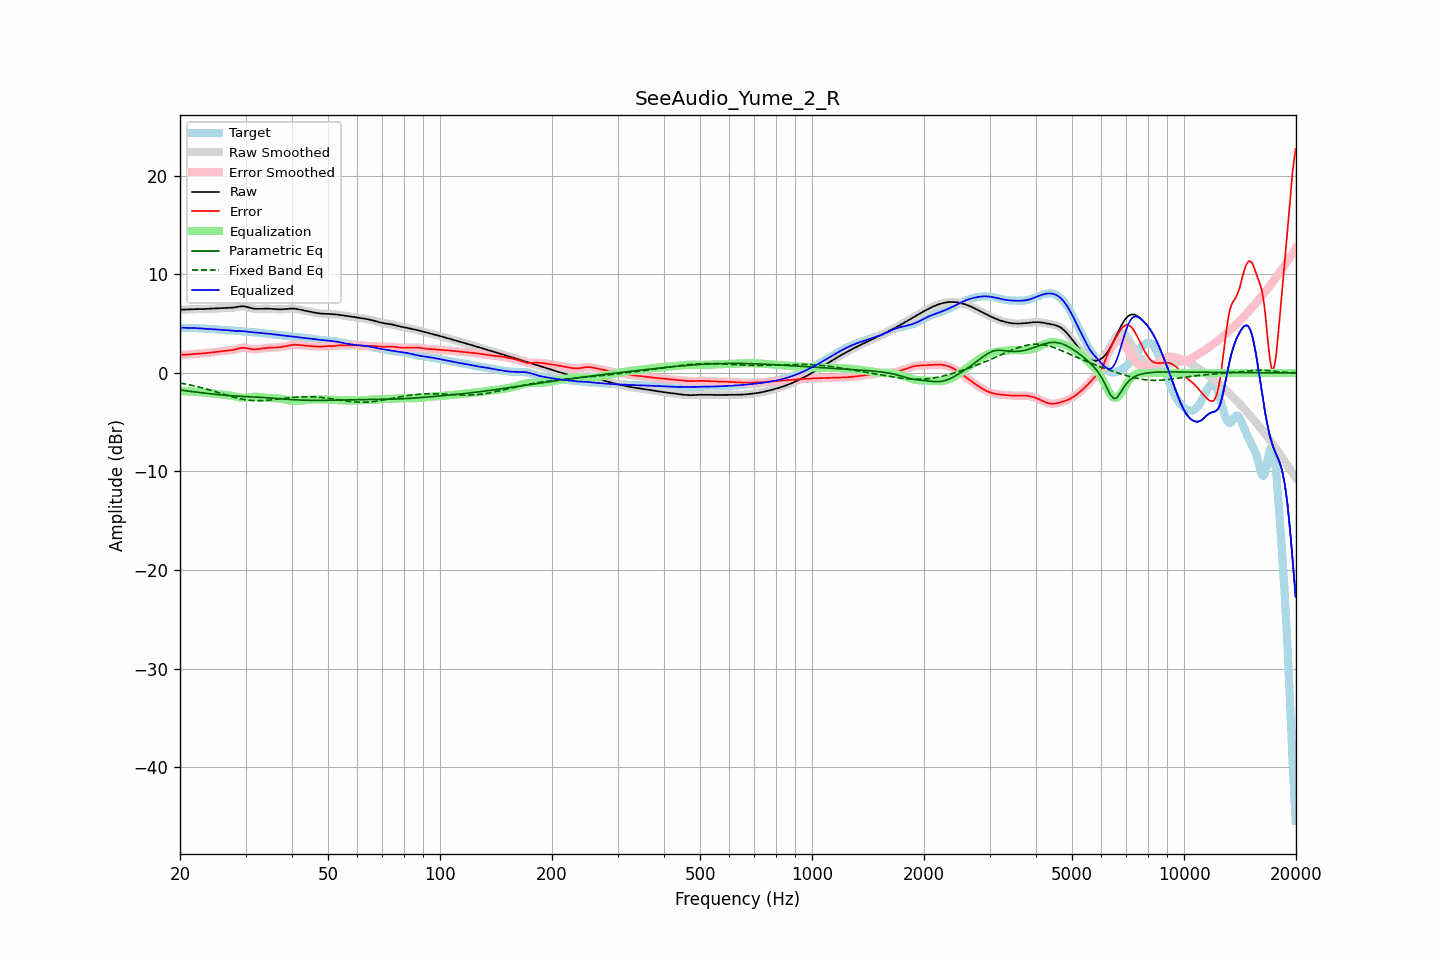 SeeAudio_Yume_2_R
Target
Raw Smoothed
Error Smoothed
Raw
Error
Equalization
Parametric Eq
Fixed Band Eq
Equalized
20
10
0
−10
−20
−30
−40
Amplitude (dBr)
20 50 100 200 500 1000 2000 5000 10000 20000
Frequency (Hz)